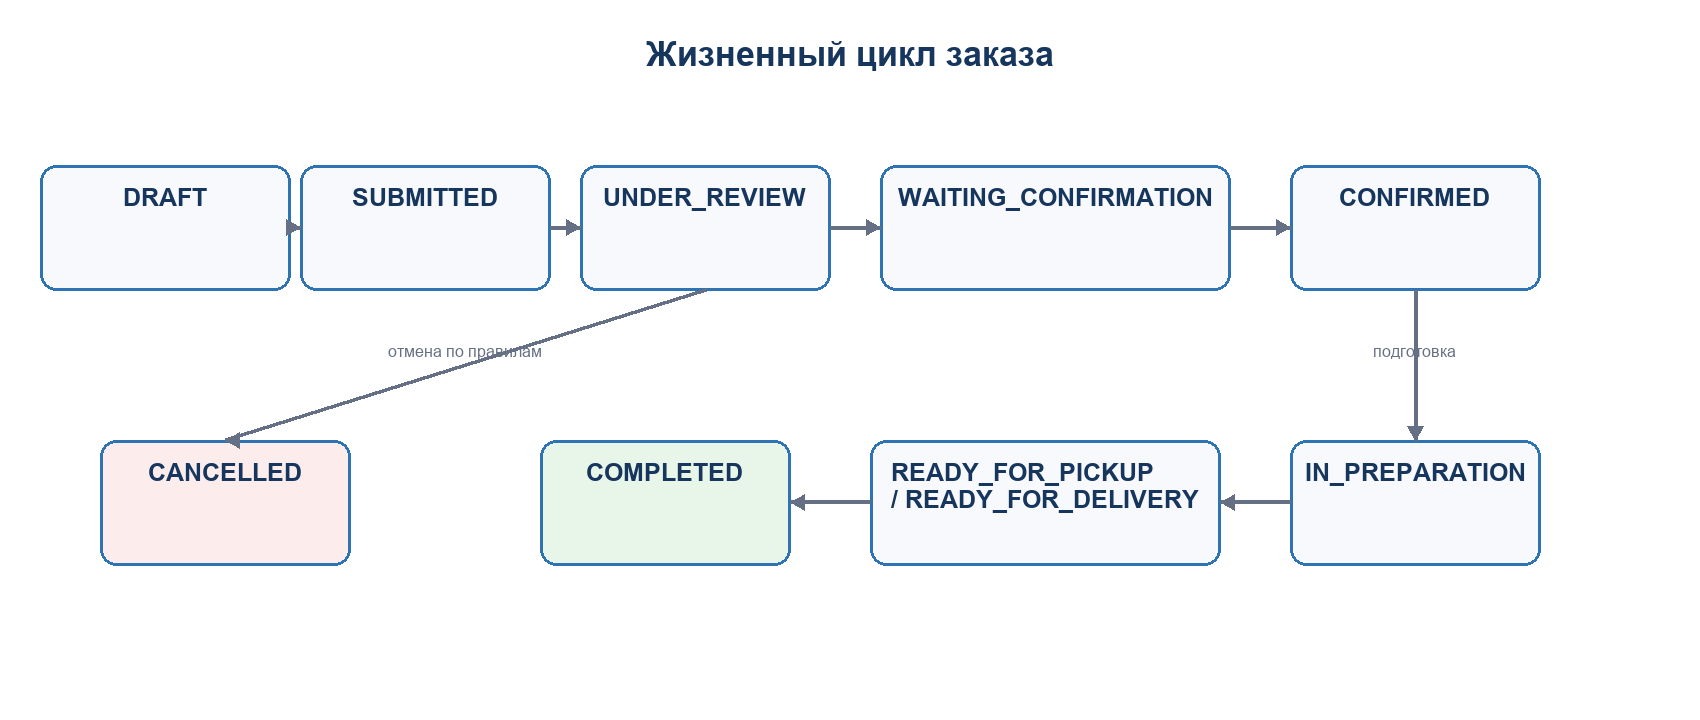 Жизненный цикл заказа
DRAFT
SUBMITTED
UNDER_REVIEW
WAITING_CONFIRMATION
CONFIRMED
отмена по правилам
подготовка
CANCELLED
COMPLETED
READY_FOR_PICKUP
/ READY_FOR_DELIVERY
IN_PREPARATION